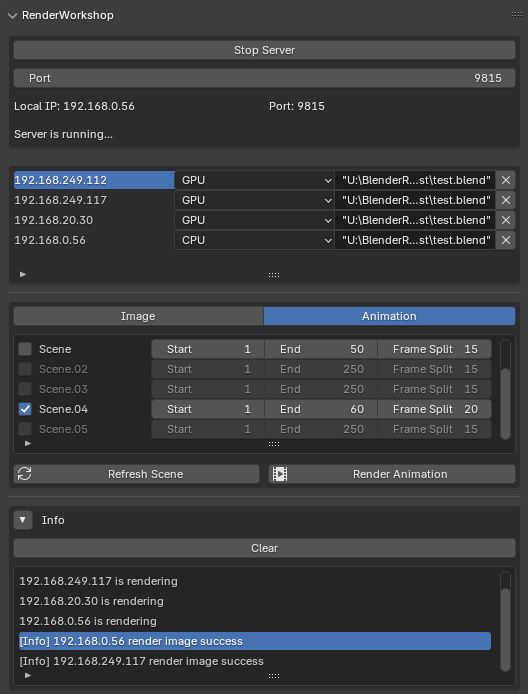 RenderWorkshop
Stop Server
Port 9815
Local IP: 192.168.0.56 Port: 9815
Server is running...
192.168.249.112 GPU "U:\BlenderR...st\test.blend"
192.168.249.117 GPU "U:\BlenderR...st\test.blend"
192.168.20.30 GPU "U:\BlenderR...st\test.blend"
192.168.0.56 CPU "U:\BlenderR...st\test.blend"
Image Animation
Scene Start 1 End 50 Frame Split 15
Scene.02 Start 1 End 250 Frame Split 15
Scene.03 Start 1 End 250 Frame Split 15
Scene.04 Start 1 End 60 Frame Split 20
Scene.05 Start 1 End 250 Frame Split 15
Refresh Scene Render Animation
Info
Clear
192.168.249.117 is rendering
192.168.20.30 is rendering
192.168.0.56 is rendering
[Info] 192.168.0.56 render image success
[Info] 192.168.249.117 render image success